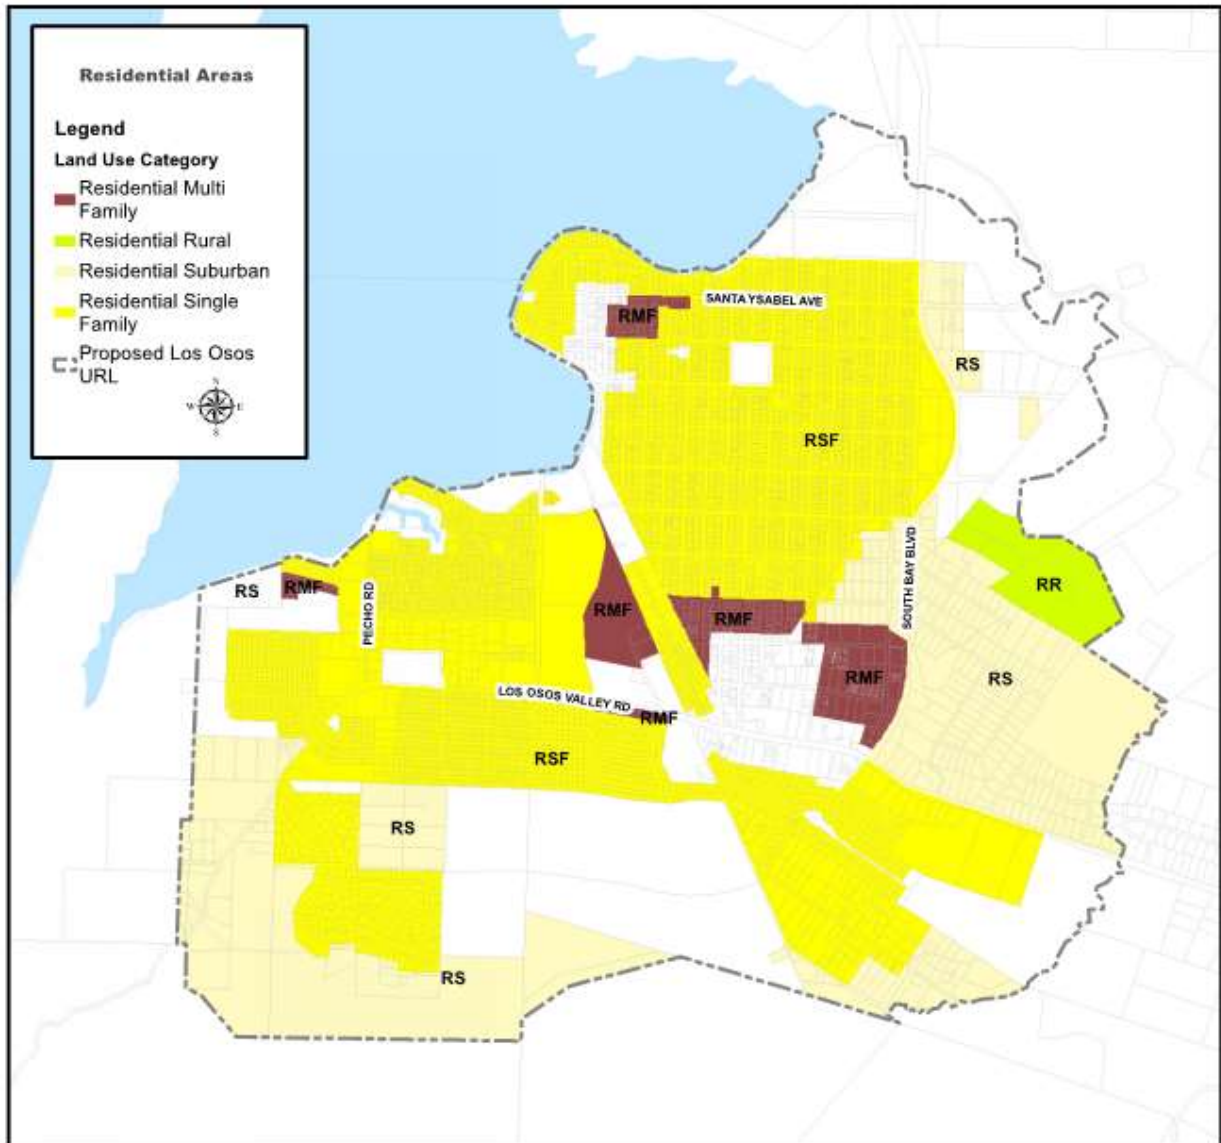 Residential Areas
Legend
Land Use Category
Residential Multi
Family
Residential Rural
Residential Suburban
Residential Single
Family
Proposed Los Osos
URL
N
W E
S
SANTA YSABEL AVE
RMF
RS
RSF
SOUTH BAY BLVD
RR
RS
RMF
PECHO RD
RMF
RMF
RMF
RS
LOS OSOS VALLEY RD
RMF
RSF
RS
RS